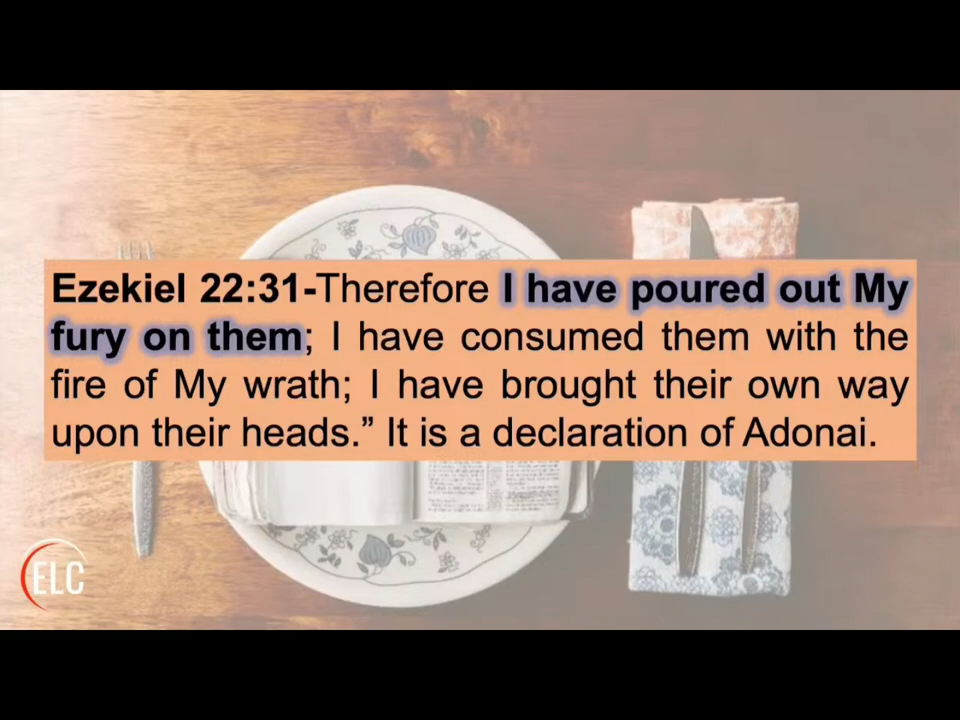 Ezekiel 22:31-Therefore I have poured out My
fury on them; I have consumed them with the
fire of My wrath; I have brought their own way
upon their heads.” It is a declaration of Adonai.
ELC